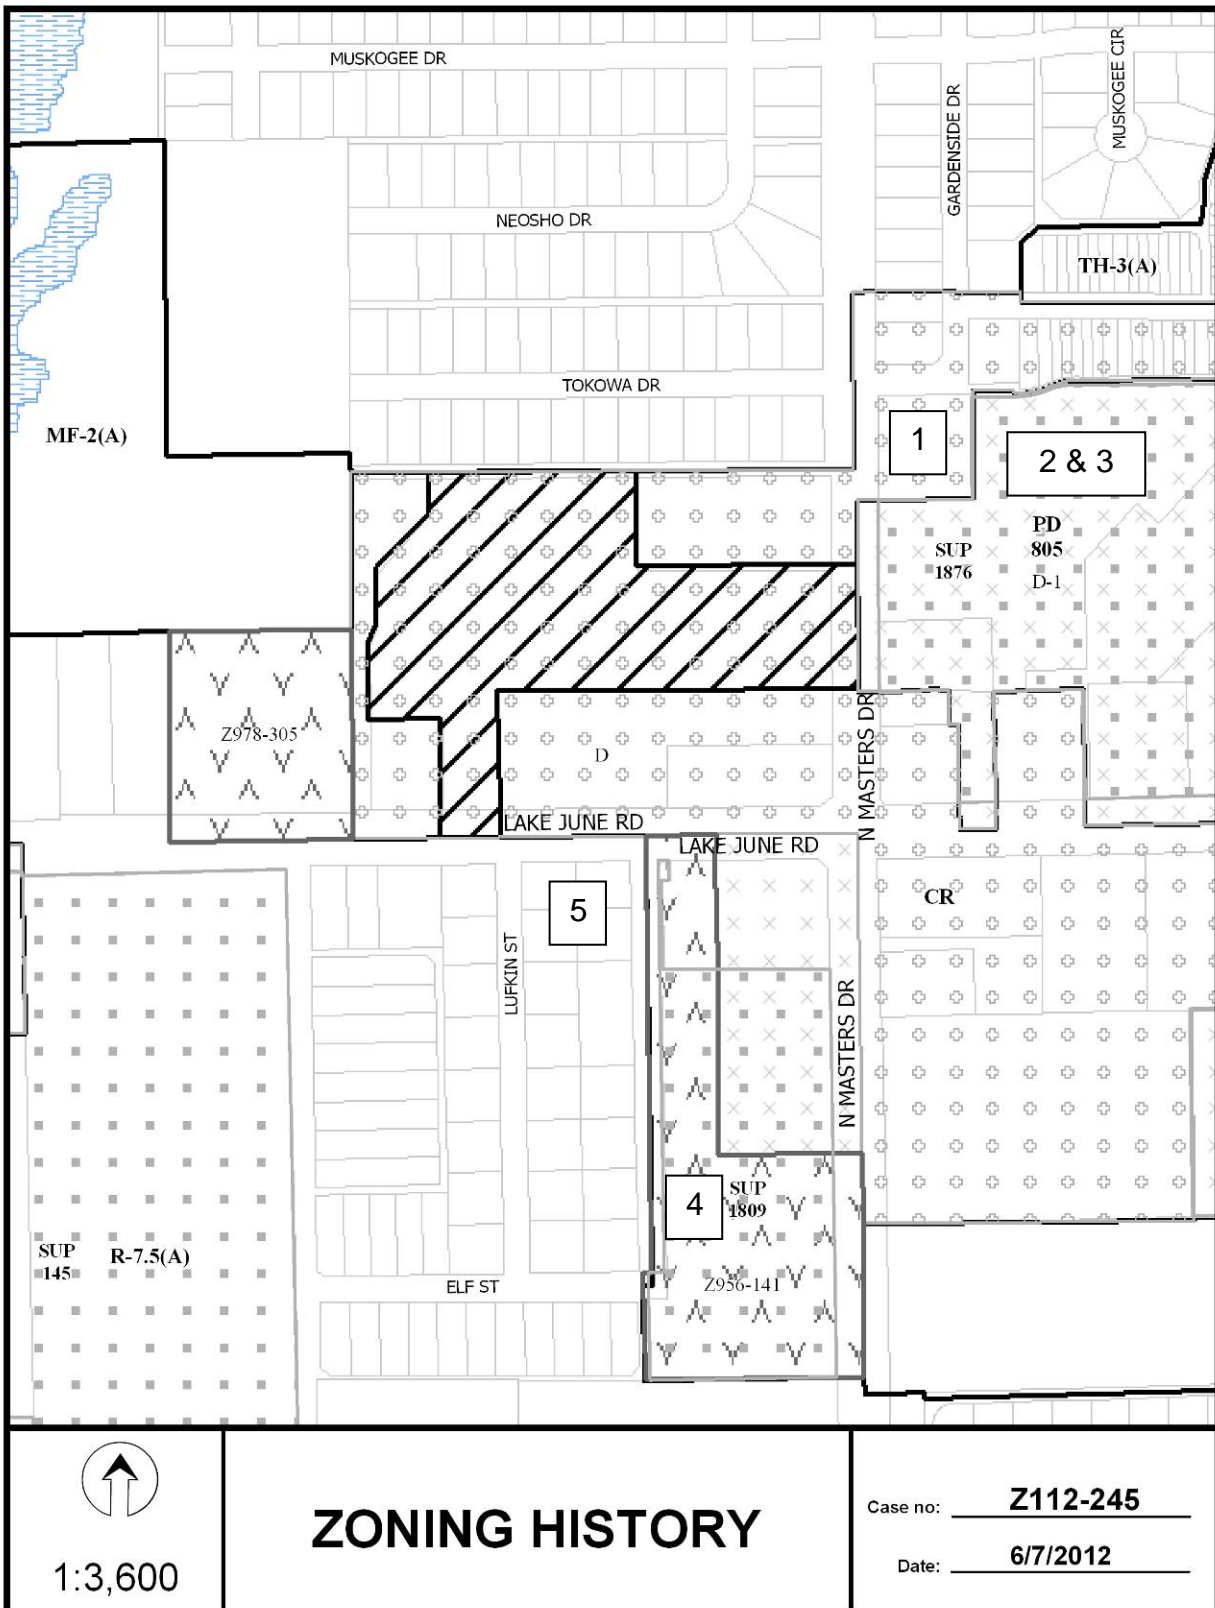 MUSKOGEE DR
MUSKOGEE CIR
GARDENSIDE DR
NEOSHO DR
TH-3(A)
TOKOWA DR
MF-2(A)
1
2 & 3
PD
805
D-1
SUP
1876
Z978-305
D
N MASTERS DR
LAKE JUNE RD
LAKE JUNE RD
CR
5
LUFKIN ST
N MASTERS DR
4
SUP
1809
SUP
145
R-7.5(A)
ELF ST
Z956-141
1:3,600
ZONING HISTORY
Case no: Z112-245
Date: 6/7/2012